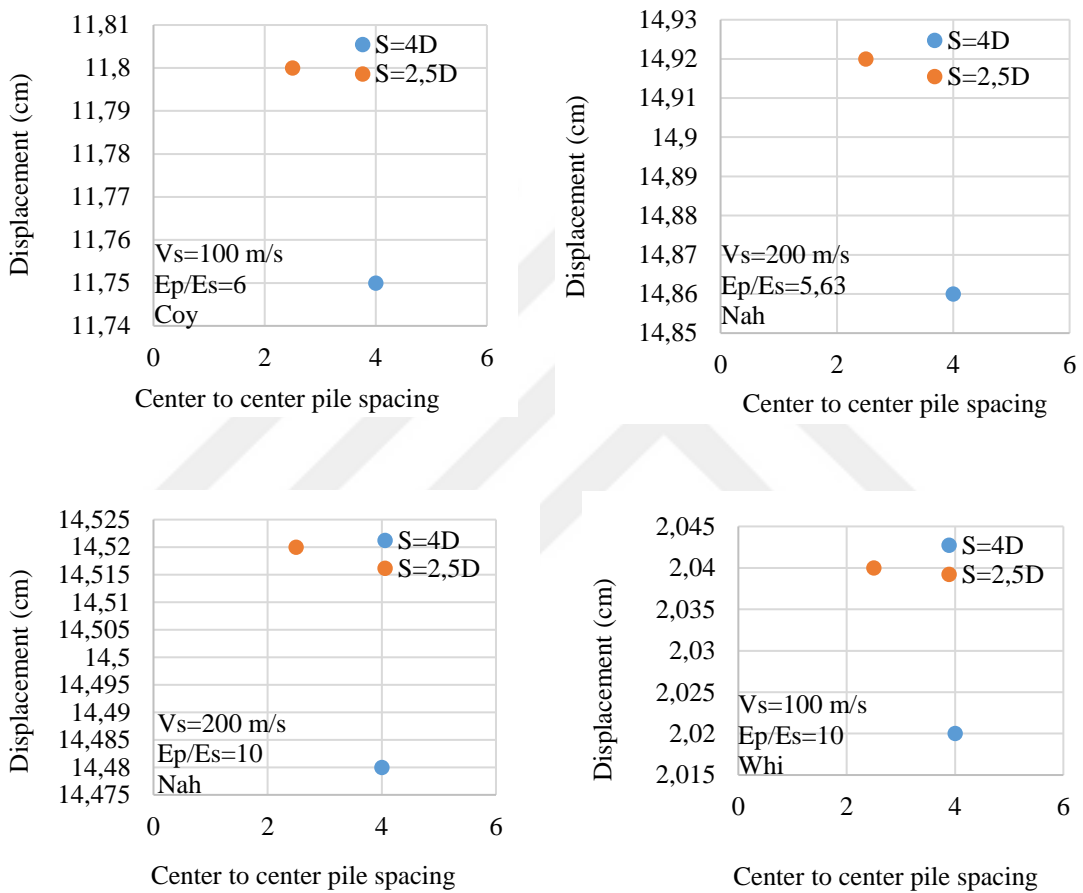 11,81
11,8
11,79
11,78
11,77
11,76
11,75
11,74
0
2
4
6
Displacement (cm)
Center to center pile spacing
S=4D
S=2,5D
Vs=100 m/s
Ep/Es=6
Coy
14,93
14,92
14,91
14,9
14,89
14,88
14,87
14,86
14,85
0
2
4
6
Displacement (cm)
Center to center pile spacing
S=4D
S=2,5D
Vs=200 m/s
Ep/Es=5,63
Nah
14,525
14,52
14,515
14,51
14,505
14,5
14,495
14,49
14,485
14,48
14,475
0
2
4
6
Displacement (cm)
Center to center pile spacing
S=4D
S=2,5D
Vs=200 m/s
Ep/Es=10
Nah
2,045
2,04
2,035
2,03
2,025
2,02
2,015
0
2
4
6
Displacement (cm)
Center to center pile spacing
S=4D
S=2,5D
Vs=100 m/s
Ep/Es=10
Whi